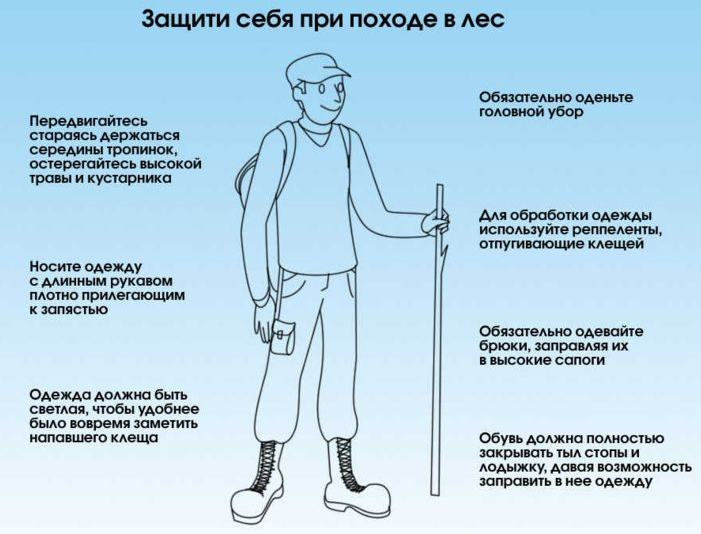 Защити себя при походе в лес
Передвигайтесь
стараясь держаться
середины тропинок,
остерегайтесь высокой
травы и кустарника
Носите одежду
с длинным рукавом
плотно прилегающим
к запястью
Одежда должна быть
светлая, чтобы удобнее
было вовремя заметить
напавшего клеща
Обязательно оденьте
головной убор
Для обработки одежды
используйте реппеленты,
отпугивающие клещей
Обязательно одевайте
брюки, заправляя их
в высокие сапоги
Обувь должна полностью
закрывать тыл стопы и
лодыжку, давая возможность
заправить в нее одежду